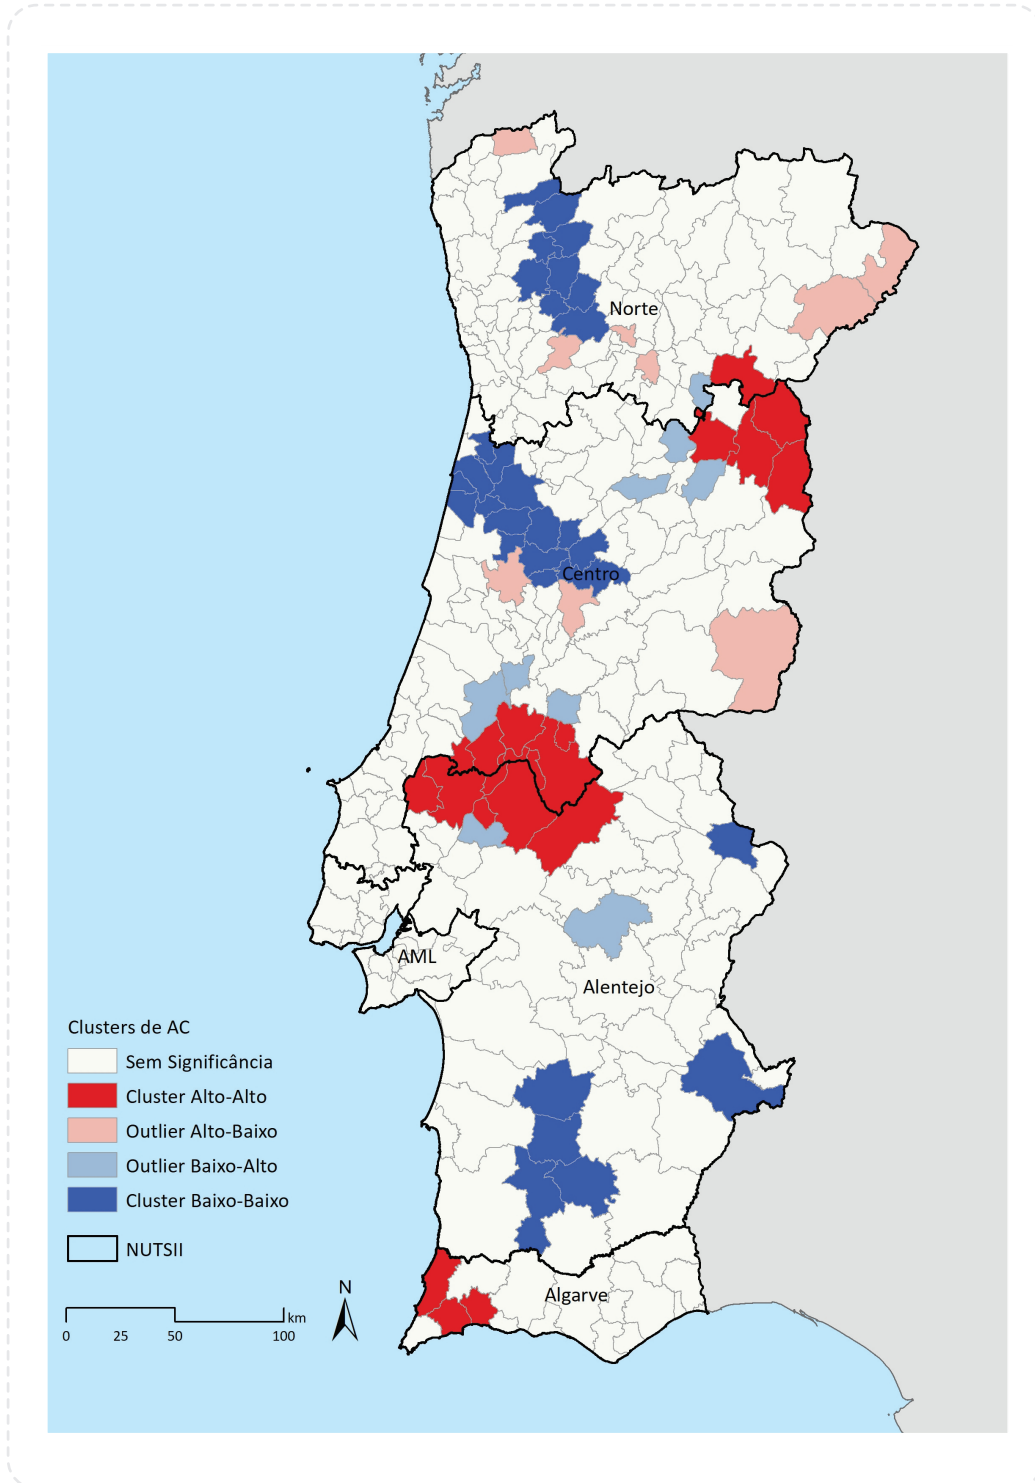 Norte
Centro
AML
Alentejo
Clusters de AC
Sem Significância
Cluster Alto-Alto
Outlier Alto-Baixo
Outlier Baixo-Alto
Cluster Baixo-Baixo
NUTSII
N
Algarve
km
0 25 50 100